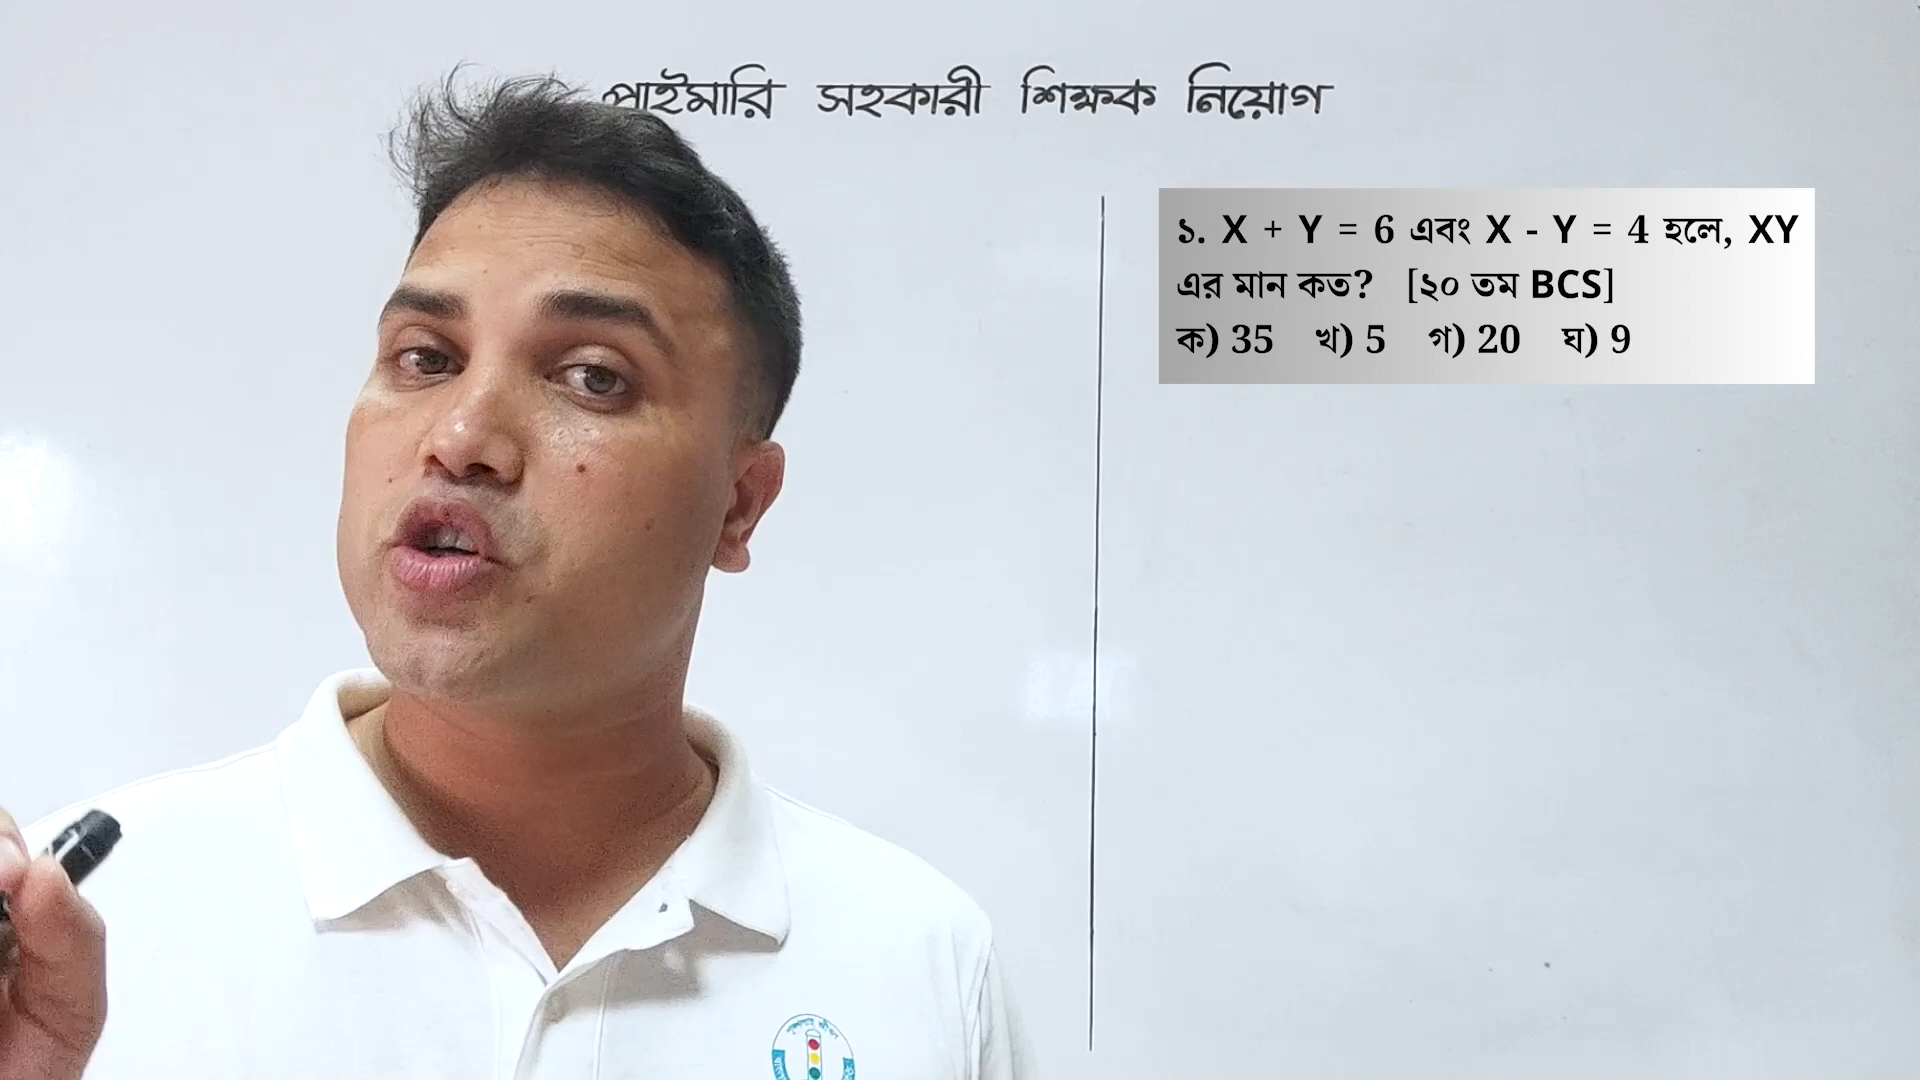 প্রাইমারি সহকারী শিক্ষক নিয়োগ
১. X + Y = 6 এবং X - Y = 4 হলে, XY
এর মান কত? [২০ তম BCS]
ক) 35 খ) 5 গ) 20 ঘ) 9